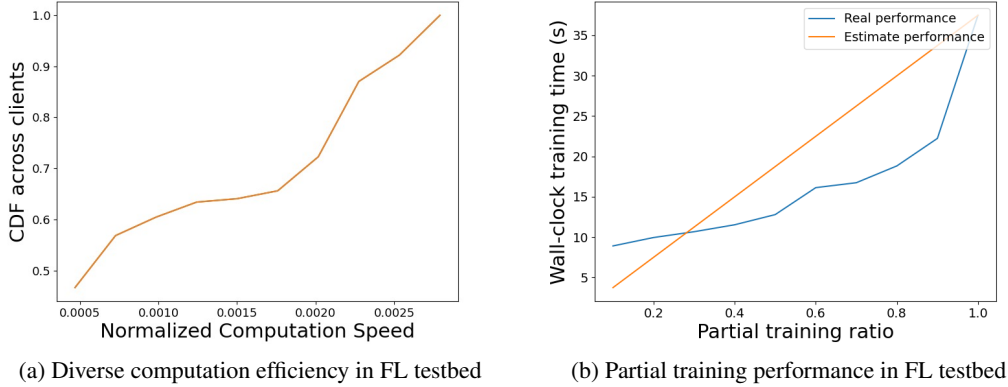 1.0
0.9
0.8
0.7
0.6
0.5
CDF across clients
0.0005 0.0010 0.0015 0.0020 0.0025
Normalized Computation Speed
(a) Diverse computation efficiency in FL testbed
Real performance
Estimate performance
35
30
25
20
15
10
5
Wall-clock training time (s)
0.2 0.4 0.6 0.8 1.0
Partial training ratio
(b) Partial training performance in FL testbed